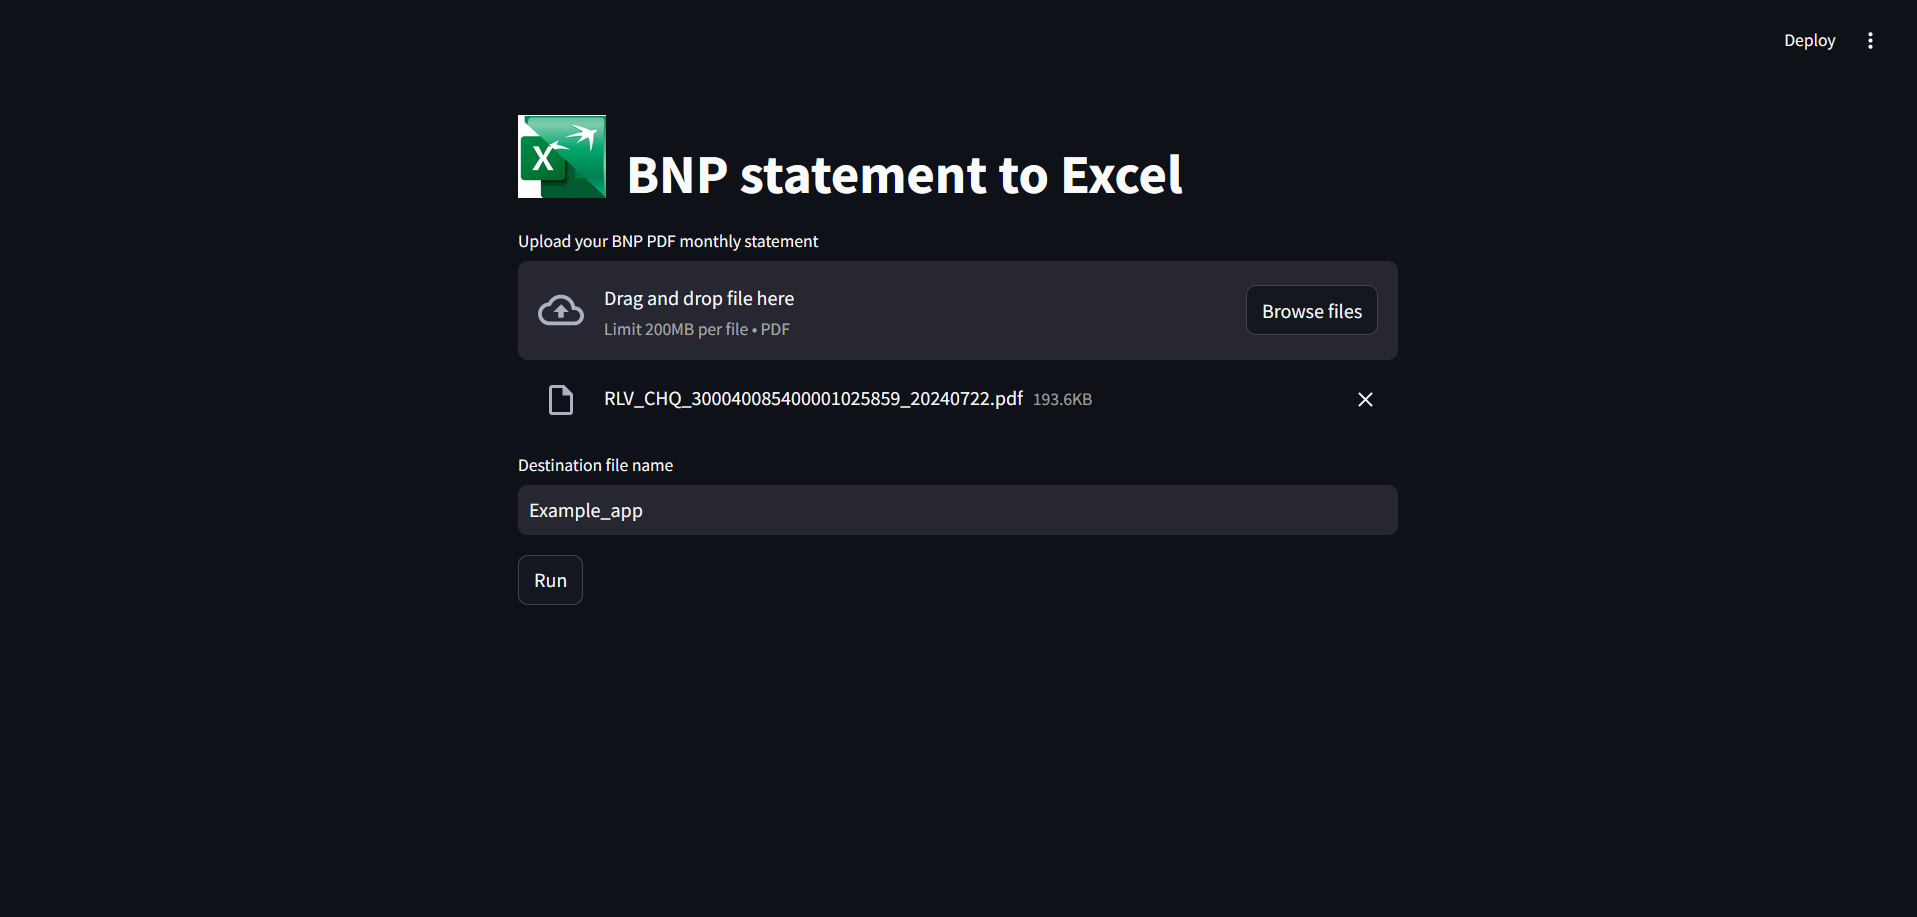 Deploy
X
BNP statement to Excel
Upload your BNP PDF monthly statement
Drag and drop file here
Limit 200MB per file • PDF
Browse files
RLV_CHQ_300040085400001025859_20240722.pdf 193.6KB
Destination file name
Example_app
Run